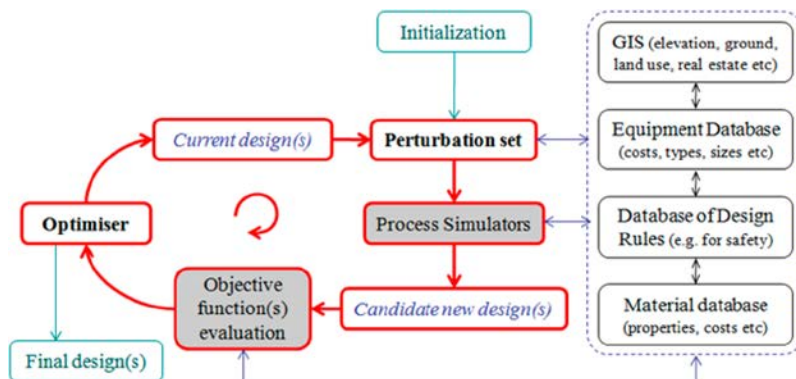 Initialization
GIS (elevation, ground,
land use, real estate etc)
Current design(s)
Perturbation set
Equipment Database
(costs, types, sizes etc)
Optimiser
Process Simulators
Database of Design
Rules (e.g. for safety)
Objective
function(s)
evaluation
Candidate new design(s)
Material database
(properties, costs etc)
Final design(s)